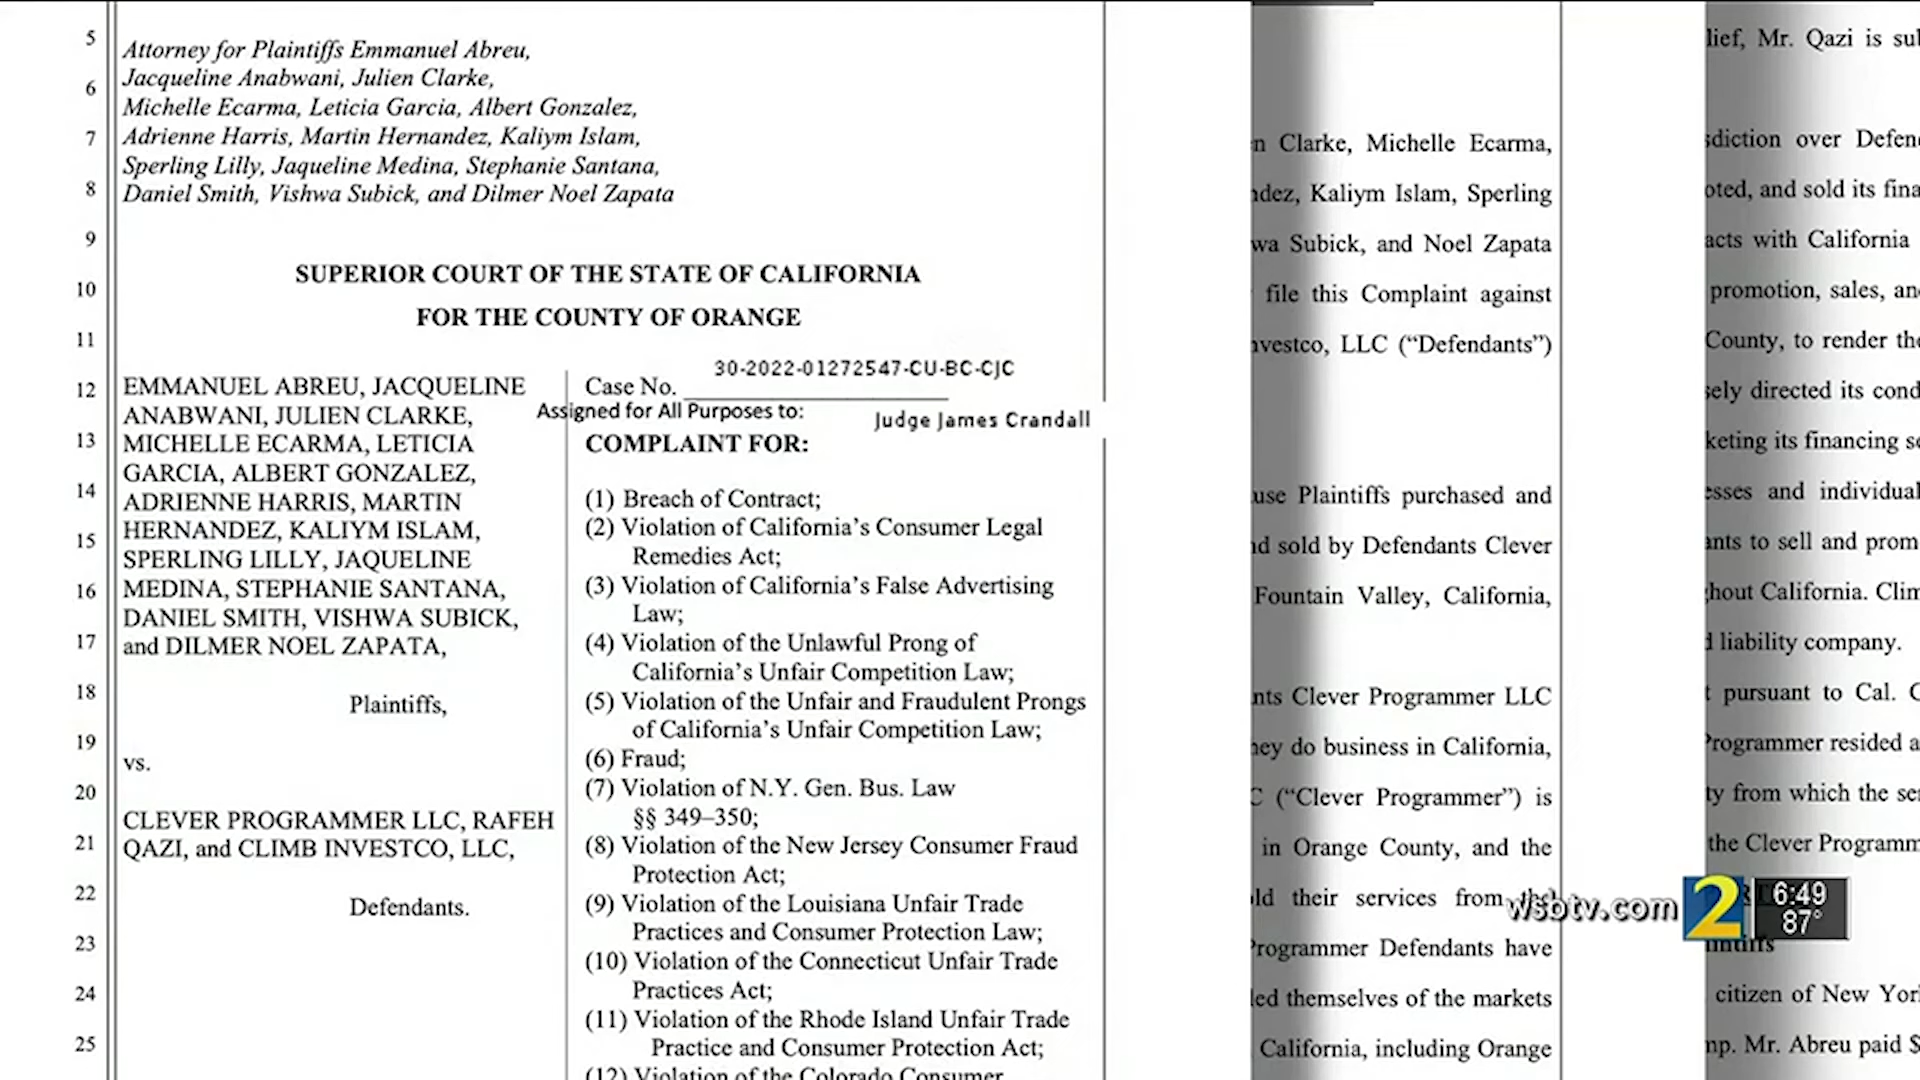 5
Attorney for Plaintiffs Emmanuel Abreu,
6
Jacqueline Anabwani, Julien Clarke,
Michelle Ecarma, Leticia Garcia, Albert Gonzalez,
7
Adrienne Harris, Martin Hernandez, Kaliym Islam,
Sperling Lilly, Jaqueline Medina, Stephanie Santana,
8
Daniel Smith, Vishwa Subick, and Dilmer Noel Zapata
9
SUPERIOR COURT OF THE STATE OF CALIFORNIA
10
FOR THE COUNTY OF ORANGE
11
12
EMMANUEL ABREU, JACQUELINE
ANABWANI, JULIEN CLARKE,
13
MICHELLE ECARMA, LETICIA
GARCIA, ALBERT GONZALEZ,
14
ADRIENNE HARRIS, MARTIN
HERNANDEZ, KALIYM ISLAM,
15
SPERLING LILLY, JAQUELINE
16
MEDINA, STEPHANIE SANTANA,
DANIEL SMITH, VISHWA SUBICK,
17
and DILMER NOEL ZAPATA,
18
Plaintiffs,
19
vs.
20
CLEVER PROGRAMMER LLC, RAFEH
21
QAZI, and CLIMB INVESTCO, LLC,
22
Defendants.
23
24
25
30-2022-01272547-CU-BC-CJC
Case No.
Assigned for All Purposes to:
Judge James Crandall
COMPLAINT FOR:
(1) Breach of Contract;
(2) Violation of California's Consumer Legal
Remedies Act;
(3) Violation of California's False Advertising
Law;
(4) Violation of the Unlawful Prong of
California's Unfair Competition Law;
(5) Violation of the Unfair and Fraudulent Prongs
of California's Unfair Competition Law;
(6) Fraud;
(7) Violation of N.Y. Gen. Bus. Law
§§ 349–350;
(8) Violation of the New Jersey Consumer Fraud
Protection Act;
(9) Violation of the Louisiana Unfair Trade
Practices and Consumer Protection Law;
(10) Violation of the Connecticut Unfair Trade
Practices Act;
(11) Violation of the Rhode Island Unfair Trade
Practice and Consumer Protection Act;
(12) Violation of the Colorado Consumer
Clarke, Michelle Ecarma,
Kaliym Islam, Sperling
Subick, and Noel Zapata
file this Complaint against
LLC ("Defendants")
Plaintiffs purchased and
sold by Defendants Clever
Fountain Valley, California,
Clever Programmer LLC
do business in California,
("Clever Programmer") is
in Orange County, and the
their services from the
Programmer Defendants have
themselves of the markets
California, including Orange
Mr. Qazi is
over
and sold its
with California
promotion, sales,
County, to render
directed its
its financing
and
to sell and
California.
liability company.
pursuant to Cal.
Programmer resided
from which the
the Clever
citizen of New
Mr. Abreu paid
wsbtv.com
2
6:49
87°